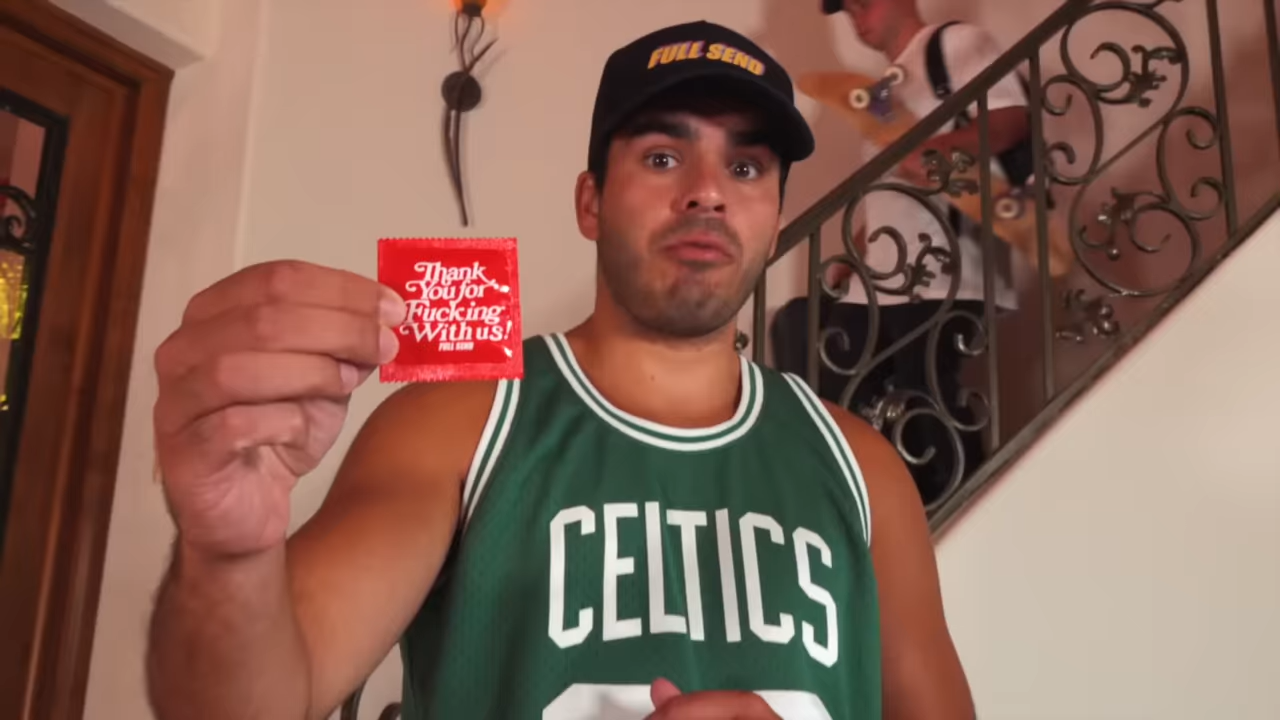 FULL SEND
Thank
You for
Fucking
With us!
FULL SEND
CELTICS